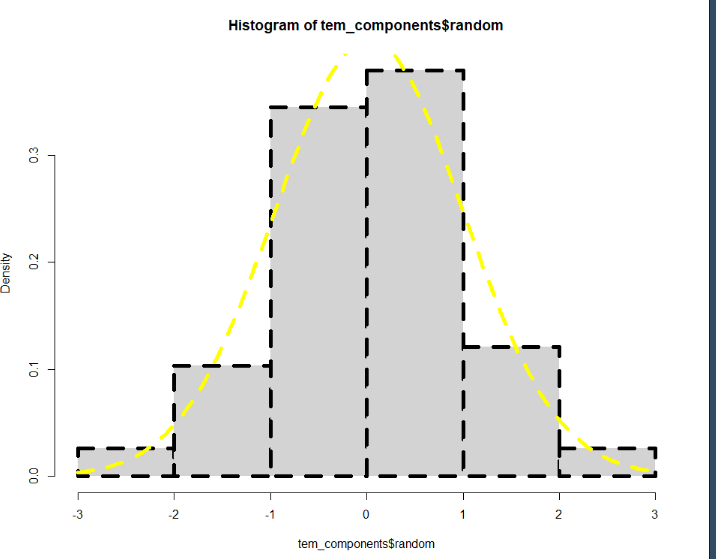 Histogram of tem_components$random
Density
0.3
0.2
0.1
0.0
-3 -2 -1 0 1 2 3
tem_components$random